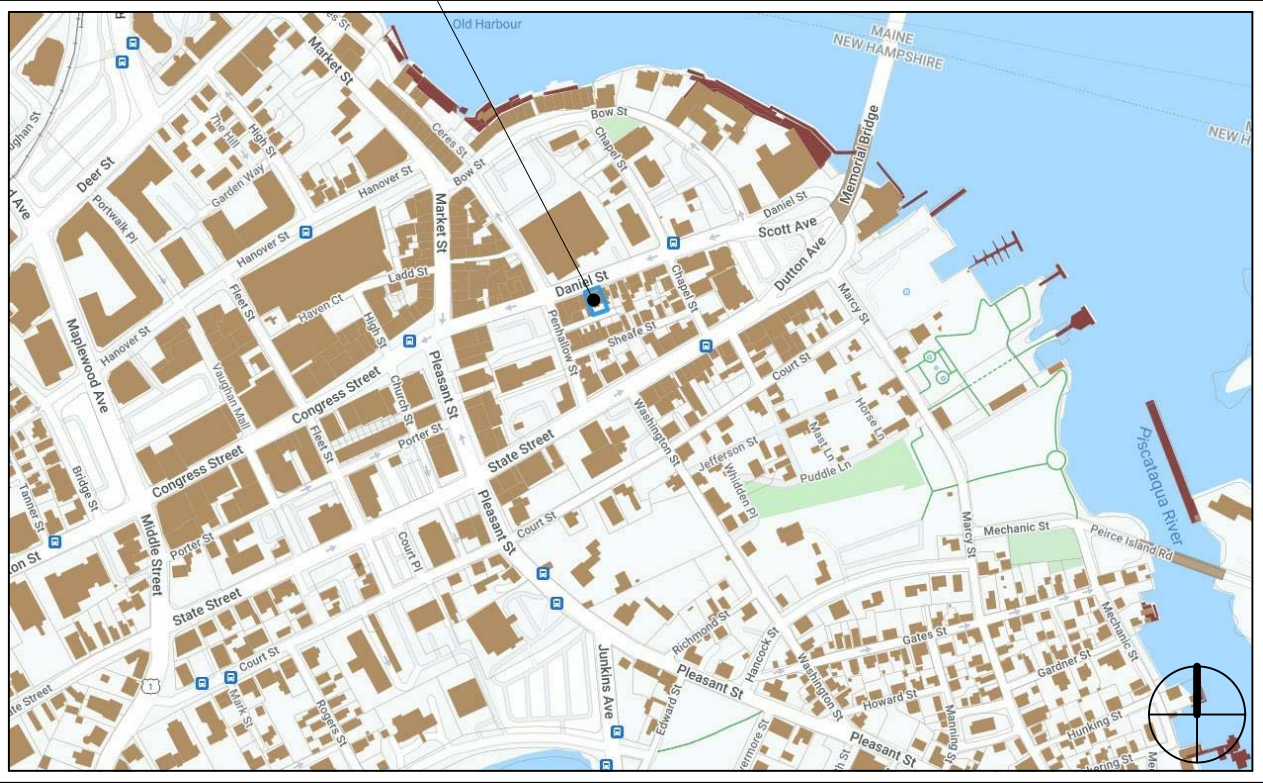 Old Harbour
MAINE
NEW HAMPSHIRE
Market St
Bow St
The Hill
High St
Ceres St
Chapel St
Memorial Bridge
Deer St
Garden Way
Hanover St
Bow St
Portwalk Pl
Market St
Daniel St
Scott Ave
Hanover St
Dutton Ave
Ladd St
Daniel St
Chapel St
Marcy St
Fleet St
Haven Ct
High St
Penhallow St
Sheafe St
Hanover St
Maplewood Ave
Pleasant St
Court St
Vaughan Mall
Congress Street
Church St
Horse Ln
Fleet St
Porter St
Washington St
Mast Ln
Jefferson St
State Street
Puddle Ln
Whidden Pl
Congress Street
Bridge St
Tanner St
Piscataqua River
Pleasant St
Court St
Marcy St
Mechanic St
Peirce Island Rd
Middle Street
Porter St
Court Pl
State Street
Mechanic St
Richmond St
Gates St
Hancock St
Court St
Gardner St
Junkins Ave
Pleasant St
Washington St
1
Mark St
Edward St
Howard St
Rogers St
Manning St
Hunking St
Pleasant St